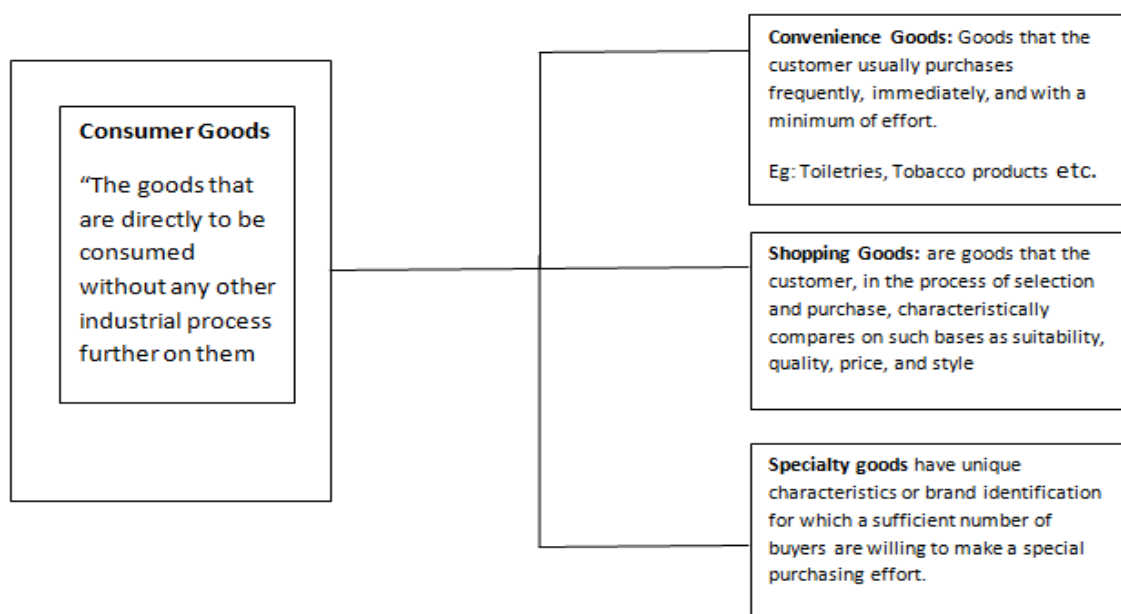 Consumer Goods
“The goods that
are directly to be
consumed
without any other
industrial process
further on them
Convenience Goods: Goods that the
customer usually purchases
frequently, immediately, and with a
minimum of effort.
Eg: Toiletries, Tobacco products etc.
Shopping Goods: are goods that the
customer, in the process of selection
and purchase, characteristically
compares on such bases as suitability,
quality, price, and style
Specialty goods have unique
characteristics or brand identification
for which a sufficient number of
buyers are willing to make a special
purchasing effort.